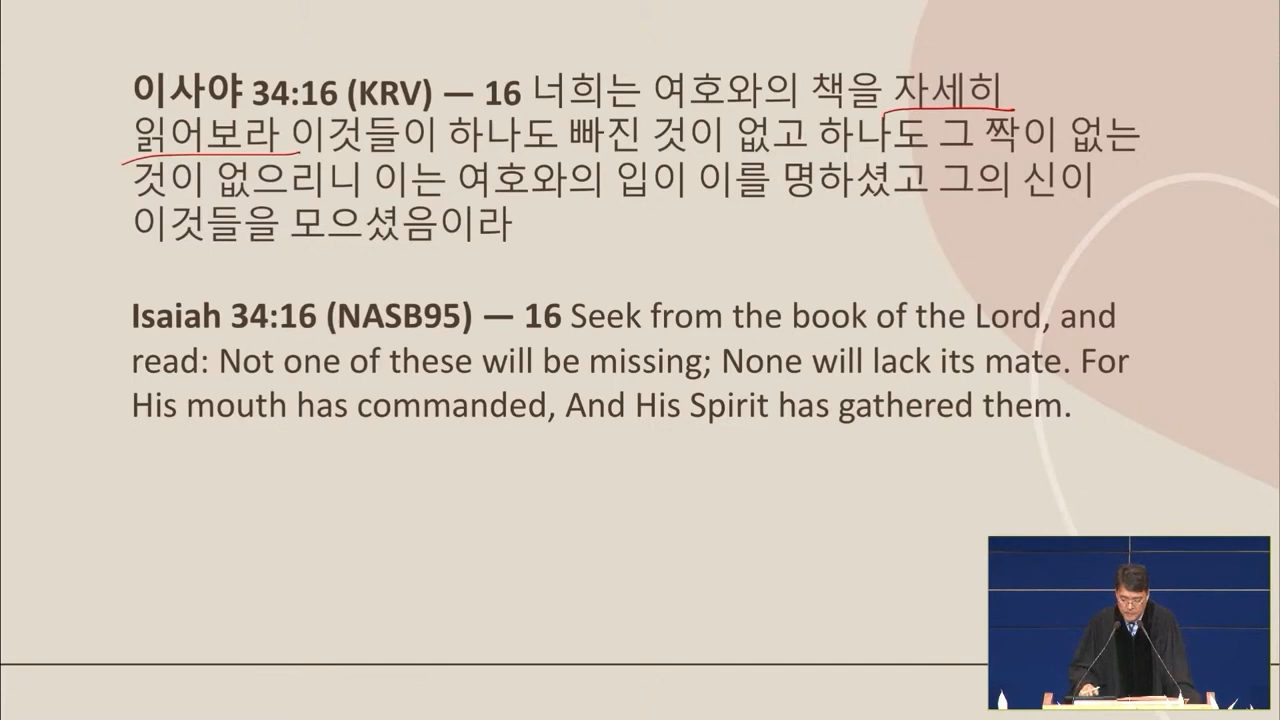 이사야 34:16 (KRV) — 16 너희는 여호와의 책을 자세히
읽어보라 이것들이 하나도 빠진 것이 없고 하나도 그 짝이 없는
것이 없으리니 이는 여호와의 입이 이를 명하셨고 그의 신이
이것들을 모으셨음이라
Isaiah 34:16 (NASB95) — 16 Seek from the book of the Lord, and
read: Not one of these will be missing; None will lack its mate. For
His mouth has commanded, And His Spirit has gathered them.